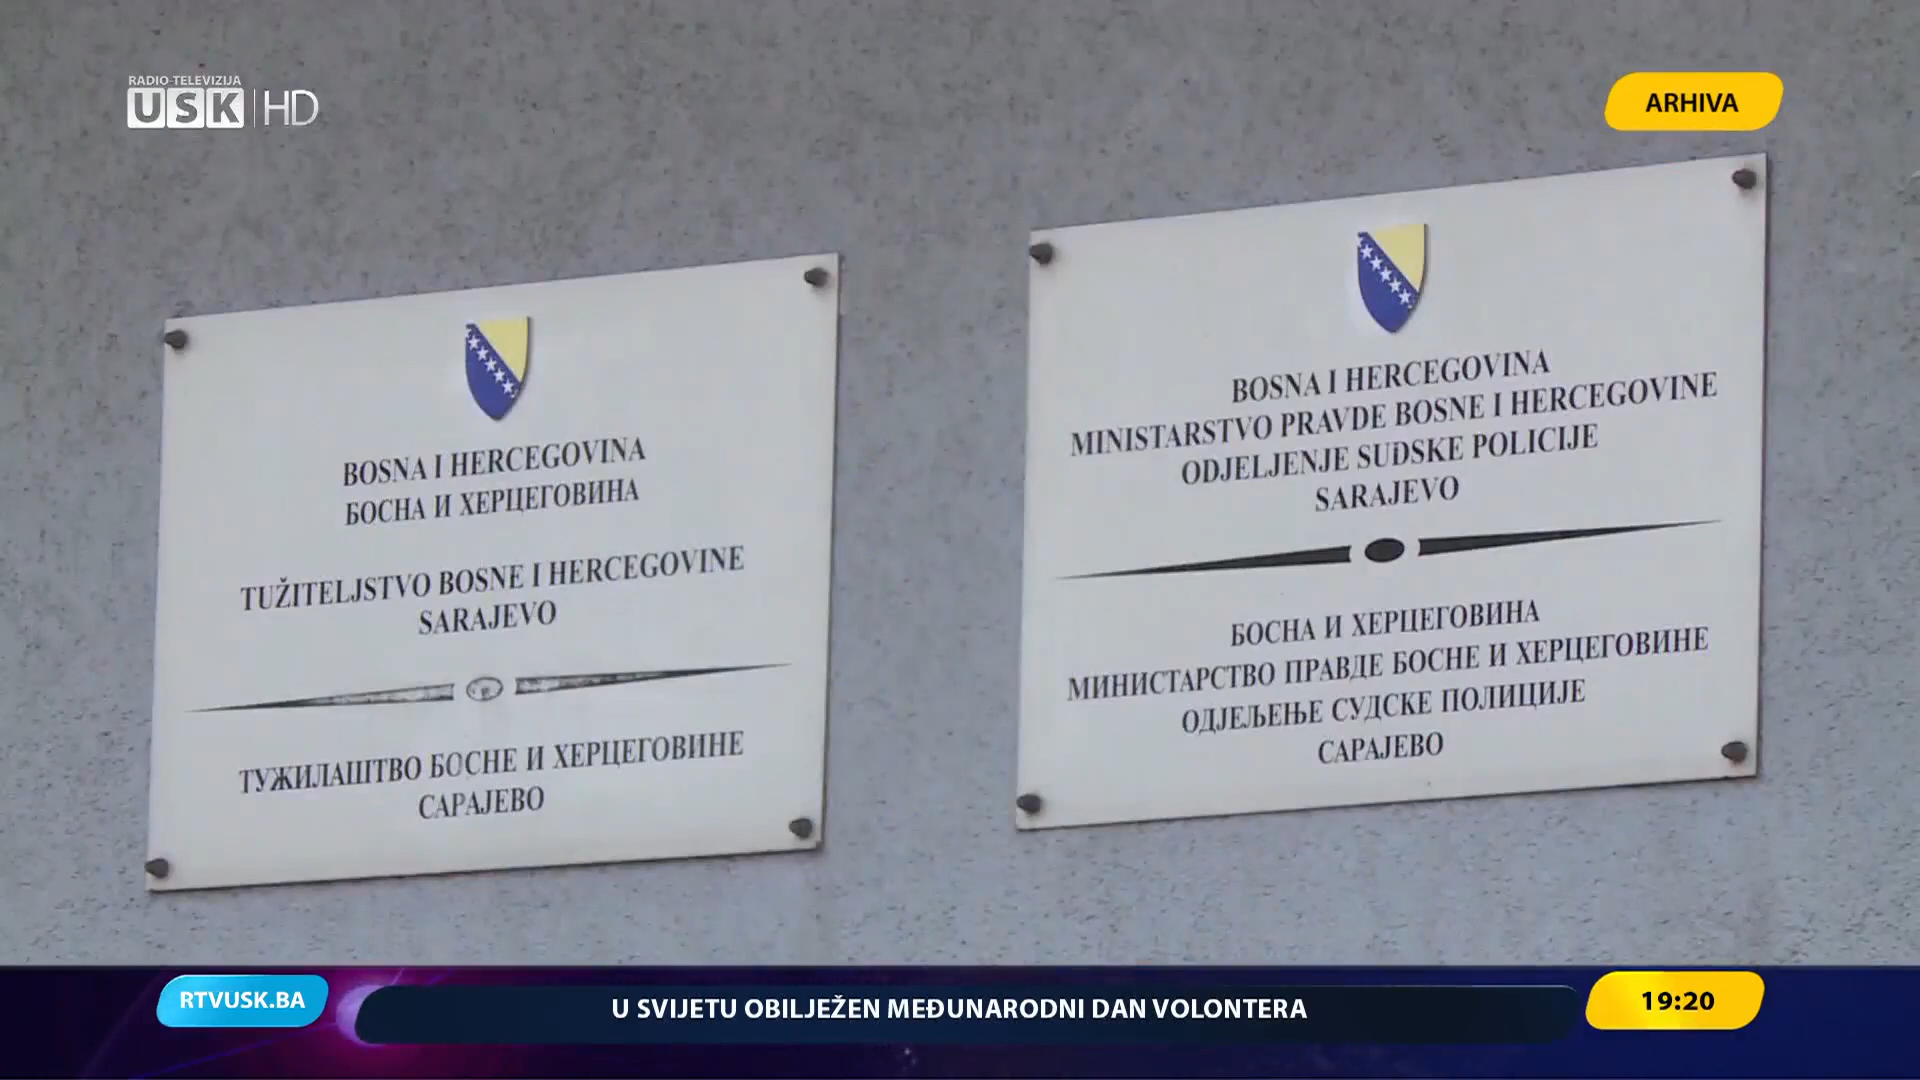 RADIO-TELEVIZIJA
USK HD
ARHIVA
BOSNA I HERCEGOVINA
БОСНА И ХЕРЦЕГОВИНА
TUŽITELJSTVO BOSNE I HERCEGOVINE
SARAJEVO
ТУЖИЛАШТВО БОСНЕ И ХЕРЦЕГОВИНЕ
САРАЈЕВО
BOSNA I HERCEGOVINA
MINISTARSTVO PRAVDE BOSNE I HERCEGOVINE
ODJELJENJE SUDSKE POLICIJE
SARAJEVO
БОСНА И ХЕРЦЕГОВИНА
МИНИСТАРСТВО ПРАВДЕ БОСНЕ И ХЕРЦЕГОВИНЕ
ОДЈЕЉЕЊЕ СУДСКЕ ПОЛИЦИЈЕ
САРАЈЕВО
RTVUSK.BA
U SVIJETU OBILJEŽEN MEĐUNARODNI DAN VOLONTERA
19:20